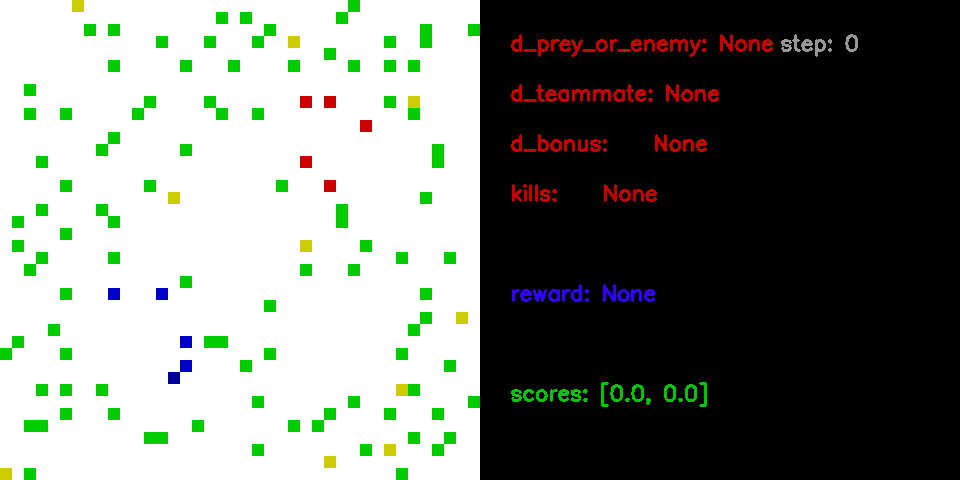 d_prey_or_enemy: None step: 0
d_teammate: None
d_bonus: None
kills: None
reward: None
scores: [0.0, 0.0]